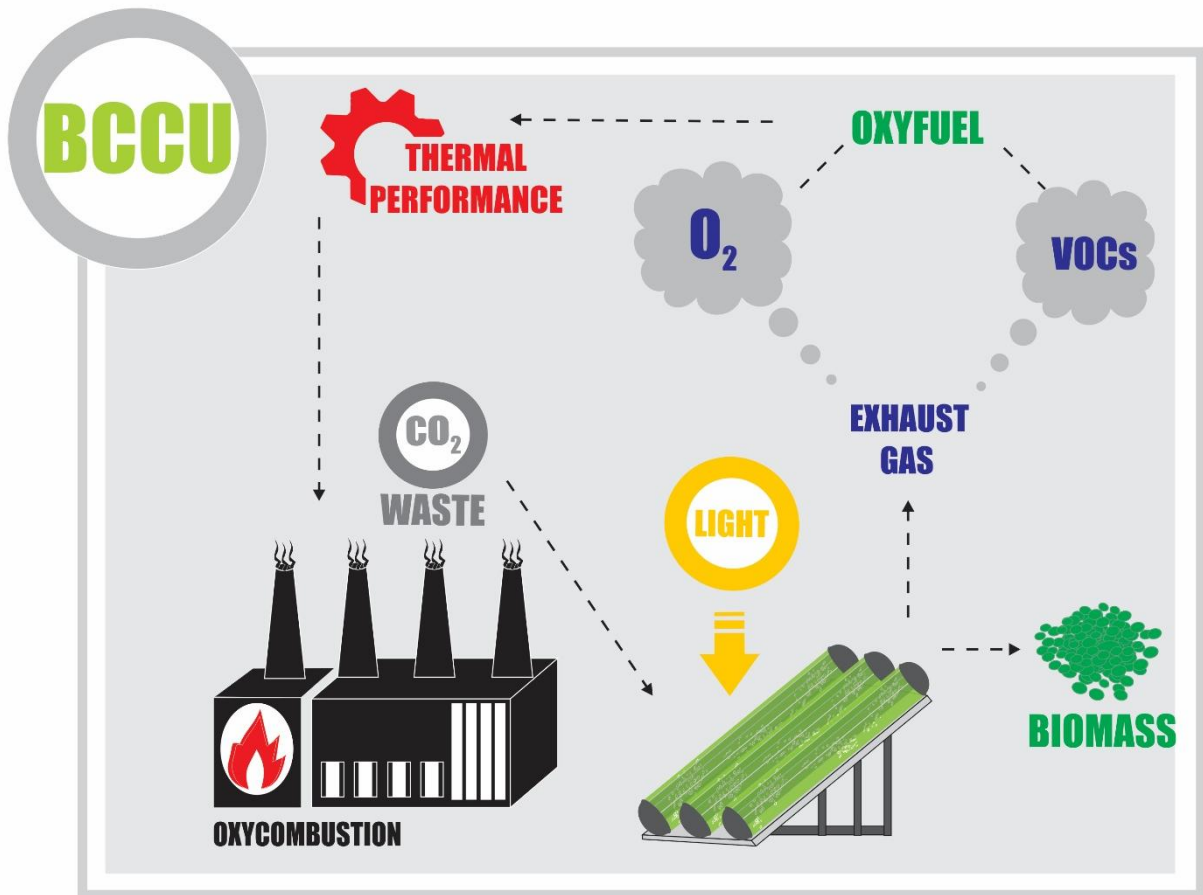 BCCU
THERMAL
PERFORMANCE
OXYFUEL
O₂
VOCs
EXHAUST
GAS
CO₂
WASTE
LIGHT
BIOMASS
OXYCOMBUSTION